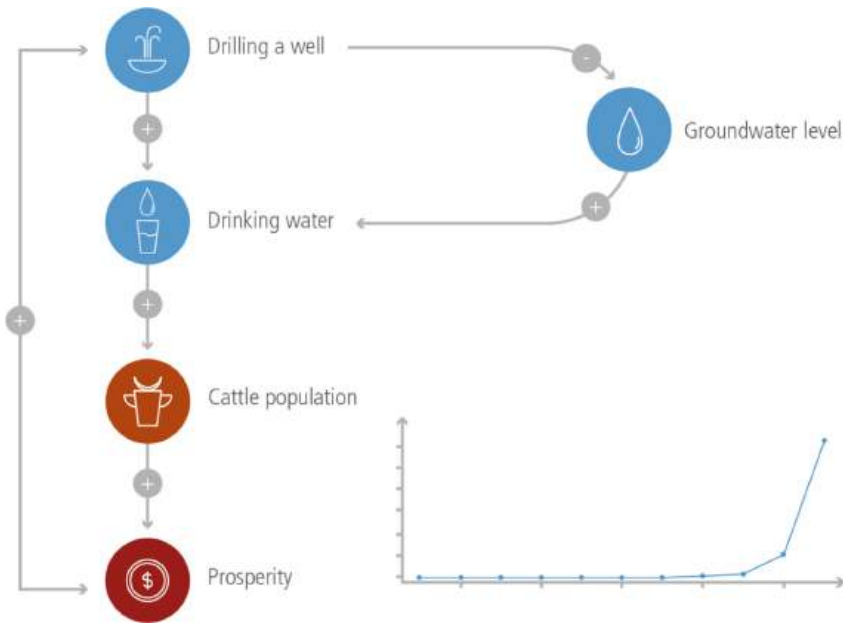 Drilling a well
-
Groundwater level
+
Drinking water
+
+
+
Cattle population
+
$
Prosperity